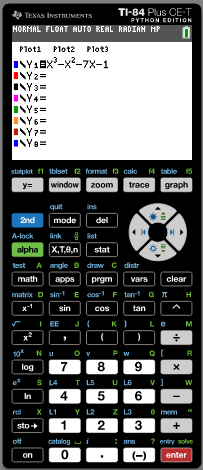 TEXAS INSTRUMENTS TI-84 Plus CE-T
PYTHON EDITION
NORMAL FLOAT AUTO REAL RADIAN MP
Plot1 Plot2 Plot3
\Y1=X³-X²-7X-1
\Y2=
\Y3=
\Y4=
\Y5=
\Y6=
\Y7=
\Y8=
statplot f1 tblset f2 format f3 calc f4 table f5
y= window zoom trace graph
quit ins
2nd mode del
A-lock link list
alpha X,T,θ,n stat
test A angle B draw C distr
math apps prgm vars clear
matrix D sin⁻¹ E cos⁻¹ F tan⁻¹ G π H
x⁻¹ sin cos tan ^
√ I EE J { K } L e M
x² , ( ) ÷
10ˣ N u O v P w Q [ R
log 7 8 9 ×
eˣ S L4 T L5 U L6 V ] W
ln 4 5 6 −
rcl X L1 Y L2 Z L3 θ mem "
sto→ 1 2 3 +
off catalog i : ans ? entry solve
on 0 . (−) enter